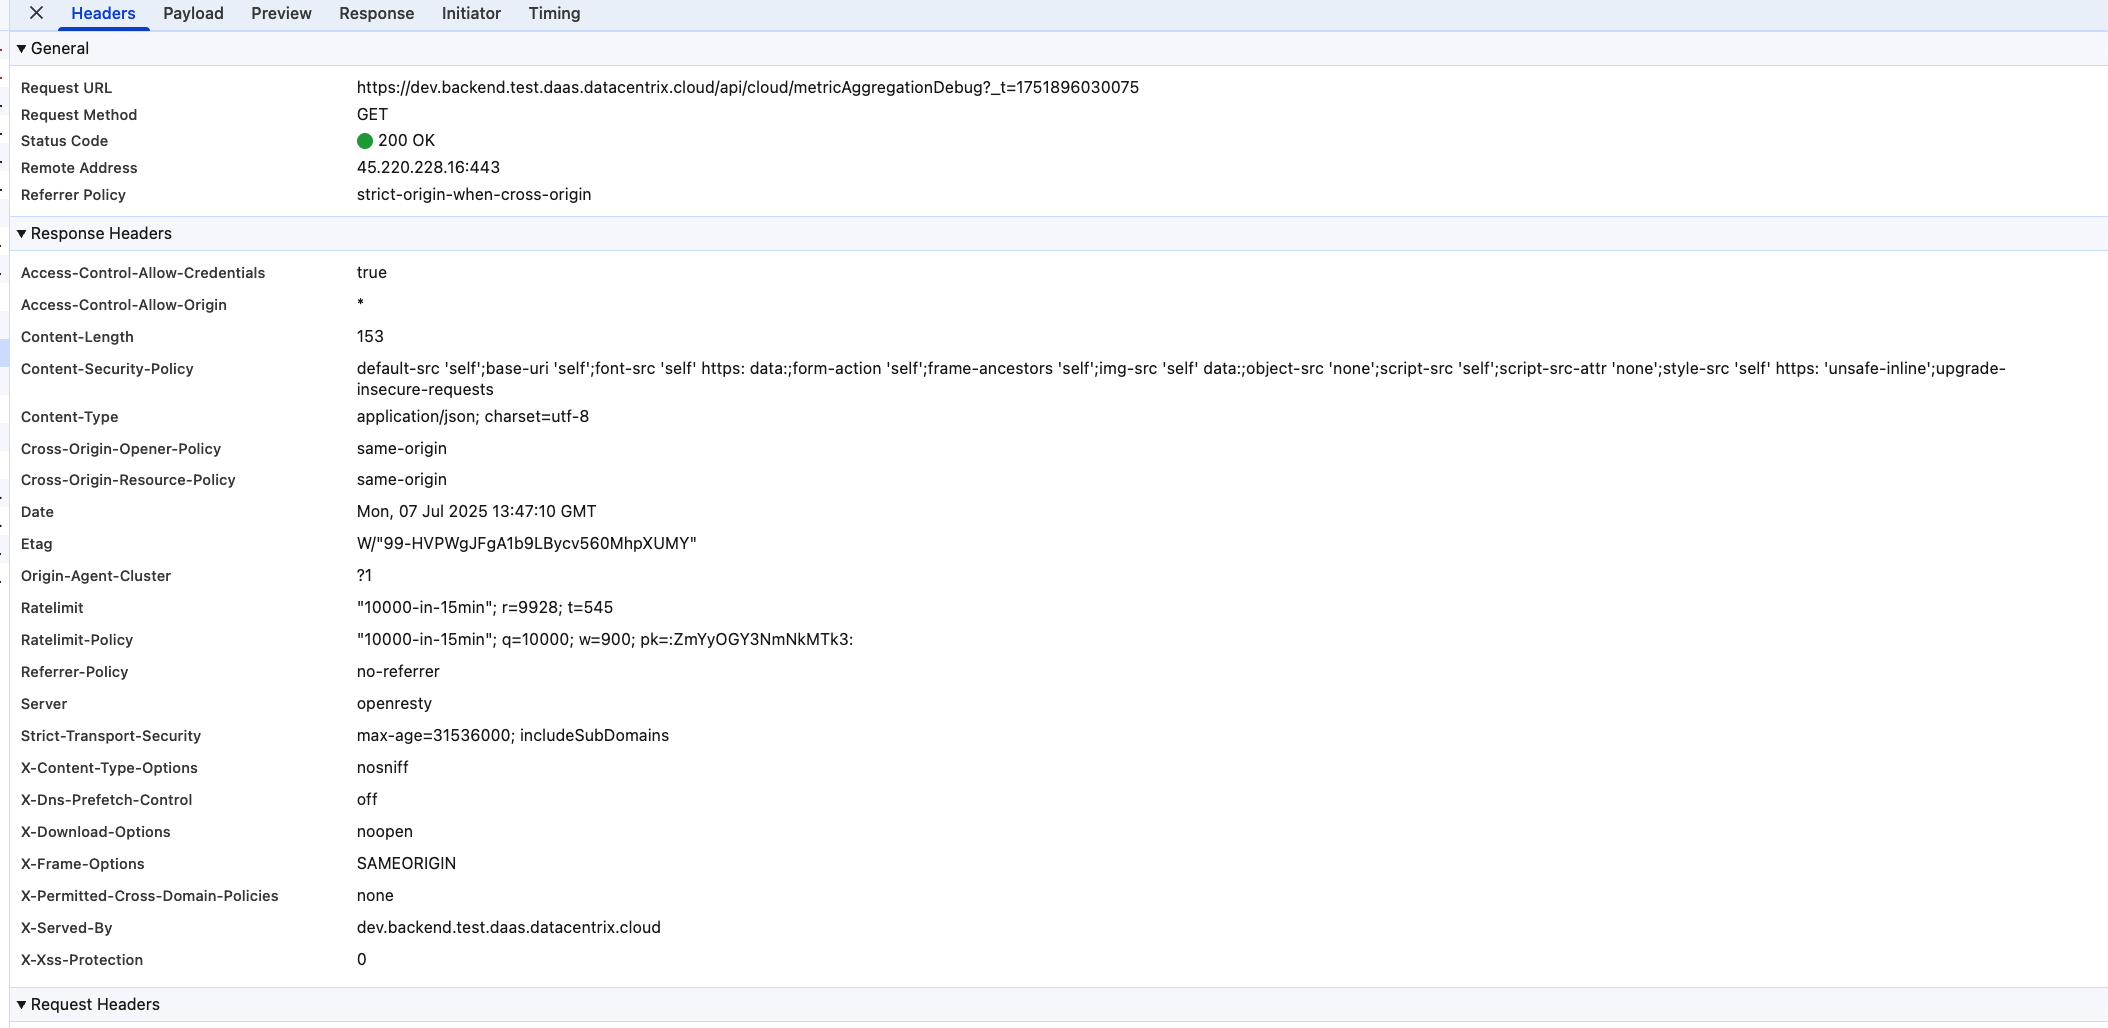 Headers Payload Preview Response Initiator Timing
General
Request URL https://dev.backend.test.daas.datacentrix.cloud/api/cloud/metricAggregationDebug?_t=1751896030075
Request Method GET
Status Code 200 OK
Remote Address 45.220.228.16:443
Referrer Policy strict-origin-when-cross-origin
Response Headers
Access-Control-Allow-Credentials true
Access-Control-Allow-Origin *
Content-Length 153
Content-Security-Policy default-src 'self';base-uri 'self';font-src 'self' https: data:;form-action 'self';frame-ancestors 'self';img-src 'self' data:;object-src 'none';script-src 'self';script-src-attr 'none';style-src 'self' https: 'unsafe-inline';upgrade-
insecure-requests
Content-Type application/json; charset=utf-8
Cross-Origin-Opener-Policy same-origin
Cross-Origin-Resource-Policy same-origin
Date Mon, 07 Jul 2025 13:47:10 GMT
Etag W/"99-HVPWgJFgA1b9LBycv560MhpXUMY"
Origin-Agent-Cluster ?1
Ratelimit "10000-in-15min"; r=9928; t=545
Ratelimit-Policy "10000-in-15min"; q=10000; w=900; pk=:ZmYyOGY3NmNkMTk3:
Referrer-Policy no-referrer
Server openresty
Strict-Transport-Security max-age=31536000; includeSubDomains
X-Content-Type-Options nosniff
X-Dns-Prefetch-Control off
X-Download-Options noopen
X-Frame-Options SAMEORIGIN
X-Permitted-Cross-Domain-Policies none
X-Served-By dev.backend.test.daas.datacentrix.cloud
X-Xss-Protection 0
Request Headers